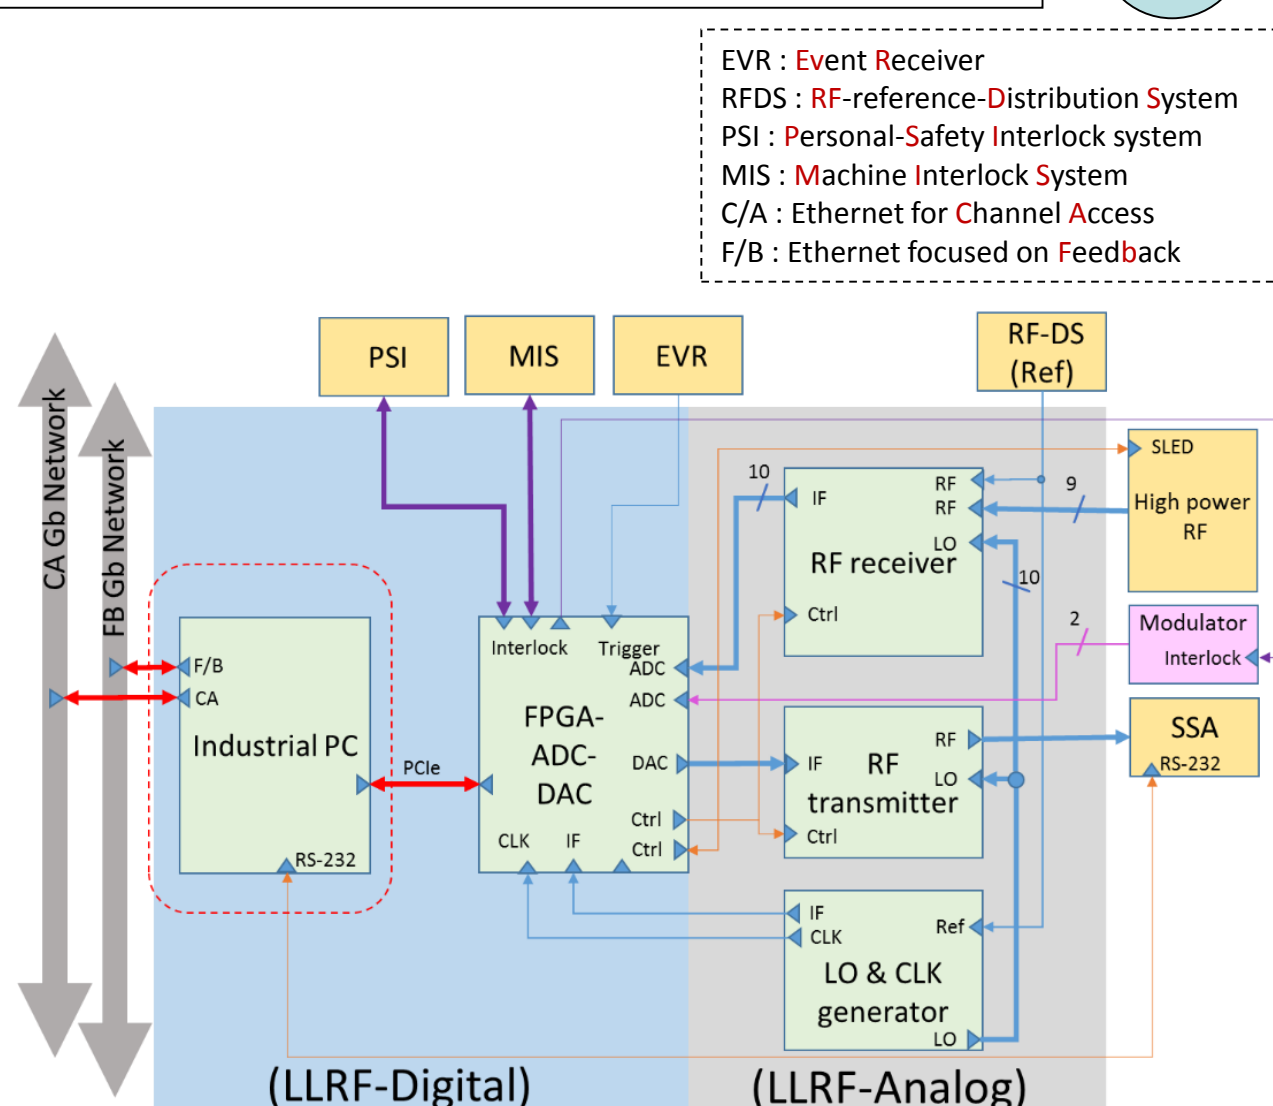 EVR : Event Receiver
RFDS : RF-reference-Distribution System
PSI : Personal-Safety Interlock system
MIS : Machine Interlock System
C/A : Ethernet for Channel Access
F/B : Ethernet focused on Feedback
PSI
MIS
EVR
RF-DS
(Ref)
CA Gb Network
FB Gb Network
10
IF
RF
RF
LO
RF receiver
Ctrl
9
10
SLED
High power
RF
2
Modulator
Interlock
Interlock
Trigger
ADC
ADC
FPGA-
ADC-
DAC
DAC
Ctrl
Ctrl
CLK
IF
F/B
CA
Industrial PC
PCIe
RS-232
IF
RF
transmitter
RF
LO
Ctrl
SSA
RS-232
IF
CLK
Ref
LO & CLK
generator
LO
(LLRF-Digital)
(LLRF-Analog)